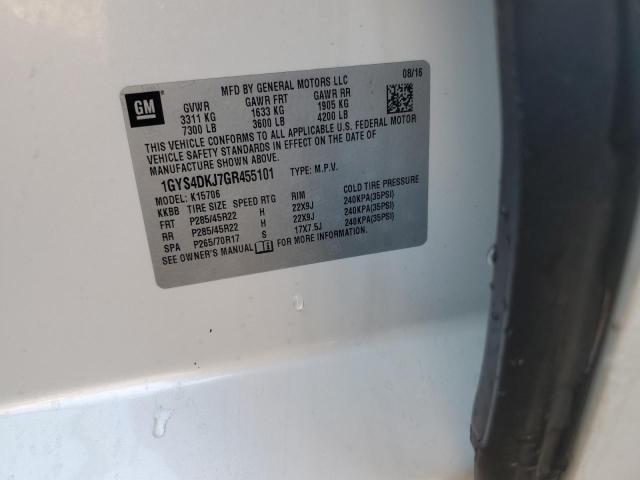 GM
MFD BY GENERAL MOTORS LLC 08/16
GVWR GAWR FRT GAWR RR
3311 KG 1633 KG 1905 KG
7300 LB 3600 LB 4200 LB
THIS VEHICLE CONFORMS TO ALL APPLICABLE U.S. FEDERAL MOTOR
VEHICLE SAFETY STANDARDS IN EFFECT ON THE DATE OF
MANUFACTURE SHOWN ABOVE.
1GYS4DKJ7GR455101 TYPE: M.P.V.
MODEL: K15706
KKBB TIRE SIZE SPEED RTG RIM COLD TIRE PRESSURE
FRT P285/45R22 H 22X9J 240KPA(35PSI)
RR P285/45R22 H 22X9J 240KPA(35PSI)
SPA P265/70R17 S 17X7.5J 240KPA(35PSI)
SEE OWNER'S MANUAL FOR MORE INFORMATION.